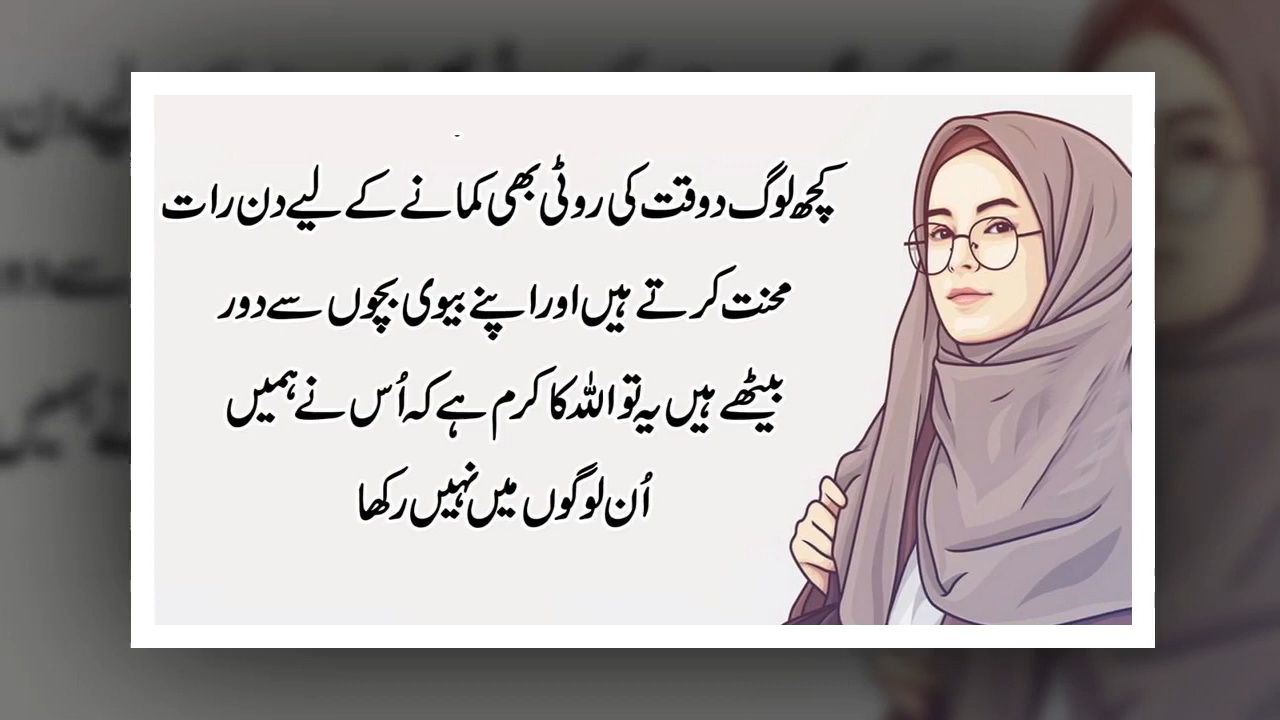 کچھ لوگ دو وقت کی روٹی بھی کمانے کے لیے دن رات
محنت کرتے ہیں اور اپنے بیوی بچوں سے دور
بیٹھے ہیں یہ تو اللہ کا کرم ہے کہ اُس نے ہمیں
اُن لوگوں میں نہیں رکھا